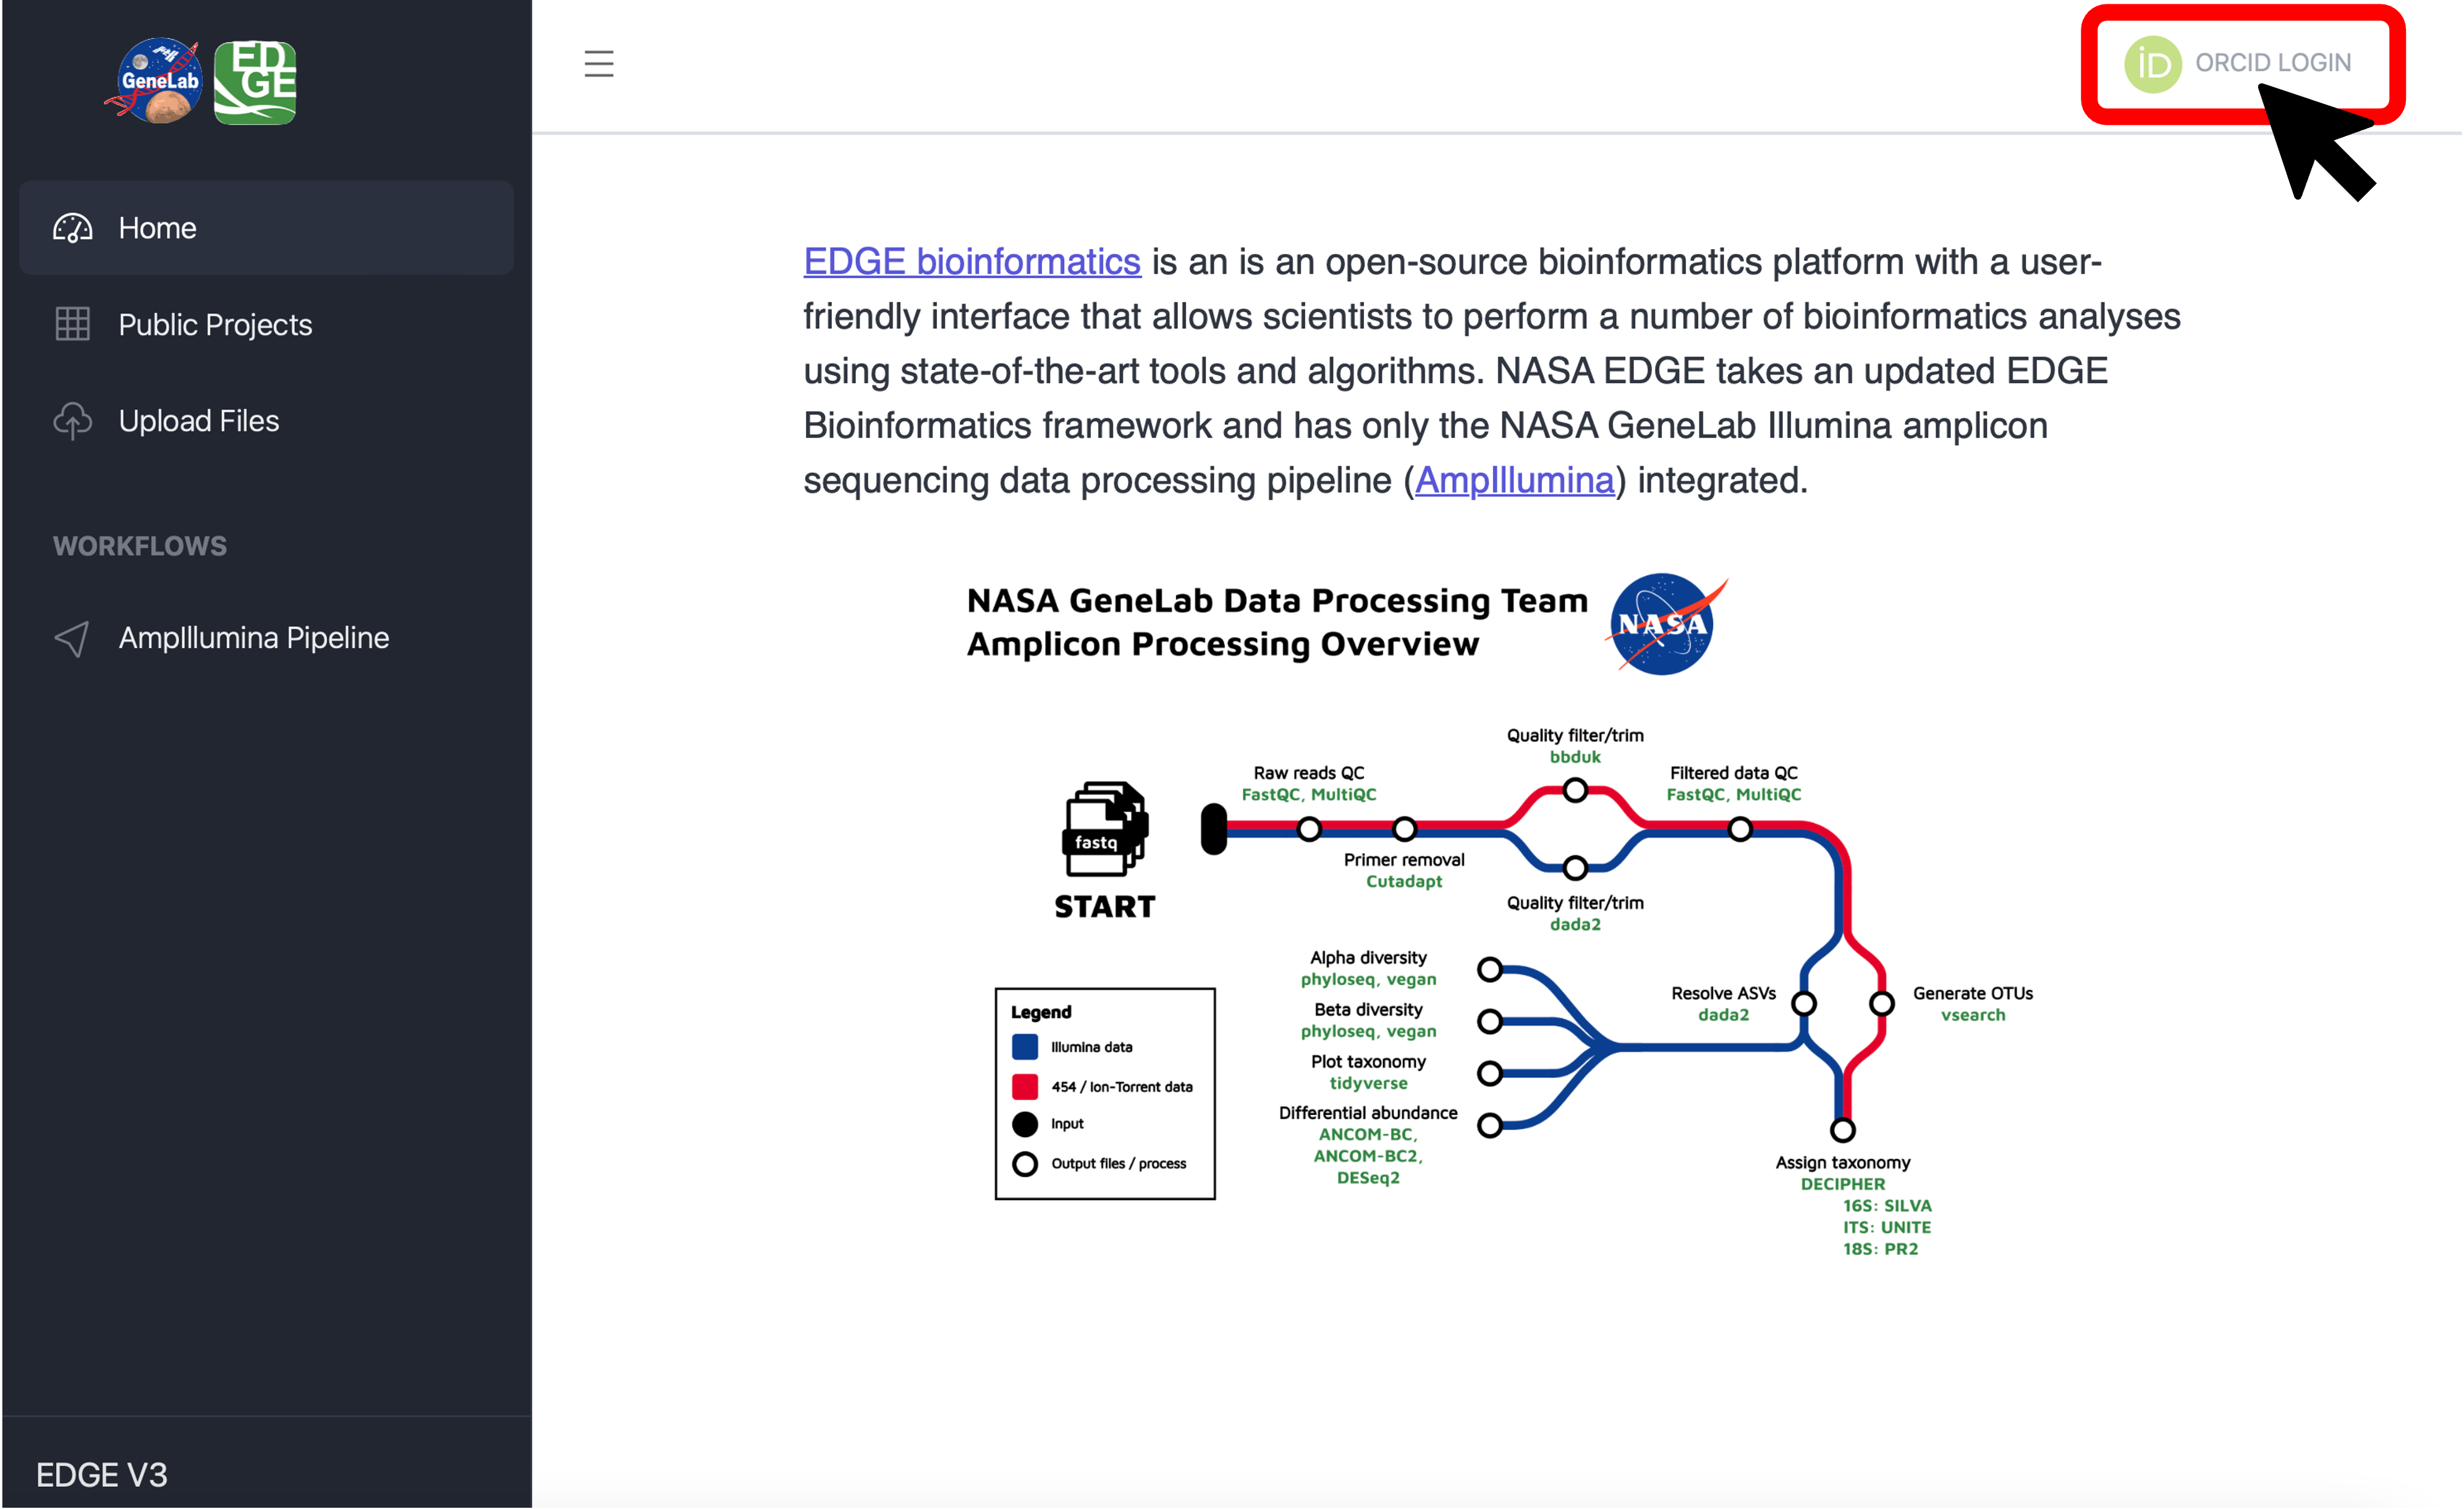 GeneLab
ED
GE
iD ORCID LOGIN
Home
Public Projects
Upload Files
WORKFLOWS
AmpIllumina Pipeline
EDGE V3
EDGE bioinformatics is an is an open-source bioinformatics platform with a user-
friendly interface that allows scientists to perform a number of bioinformatics analyses
using state-of-the-art tools and algorithms. NASA EDGE takes an updated EDGE
Bioinformatics framework and has only the NASA GeneLab Illumina amplicon
sequencing data processing pipeline (AmpIllumina) integrated.
NASA GeneLab Data Processing Team
Amplicon Processing Overview
NASA
fastq
START
Raw reads QC
FastQC, MultiQC
Primer removal
Cutadapt
Quality filter/trim
bbduk
Quality filter/trim
dada2
Filtered data QC
FastQC, MultiQC
Resolve ASVs
dada2
Generate OTUs
vsearch
Assign taxonomy
DECIPHER
16S: SILVA
ITS: UNITE
18S: PR2
Alpha diversity
phyloseq, vegan
Beta diversity
phyloseq, vegan
Plot taxonomy
tidyverse
Differential abundance
ANCOM-BC,
ANCOM-BC2,
DESeq2
Legend
Illumina data
454 / Ion-Torrent data
Input
Output files / process